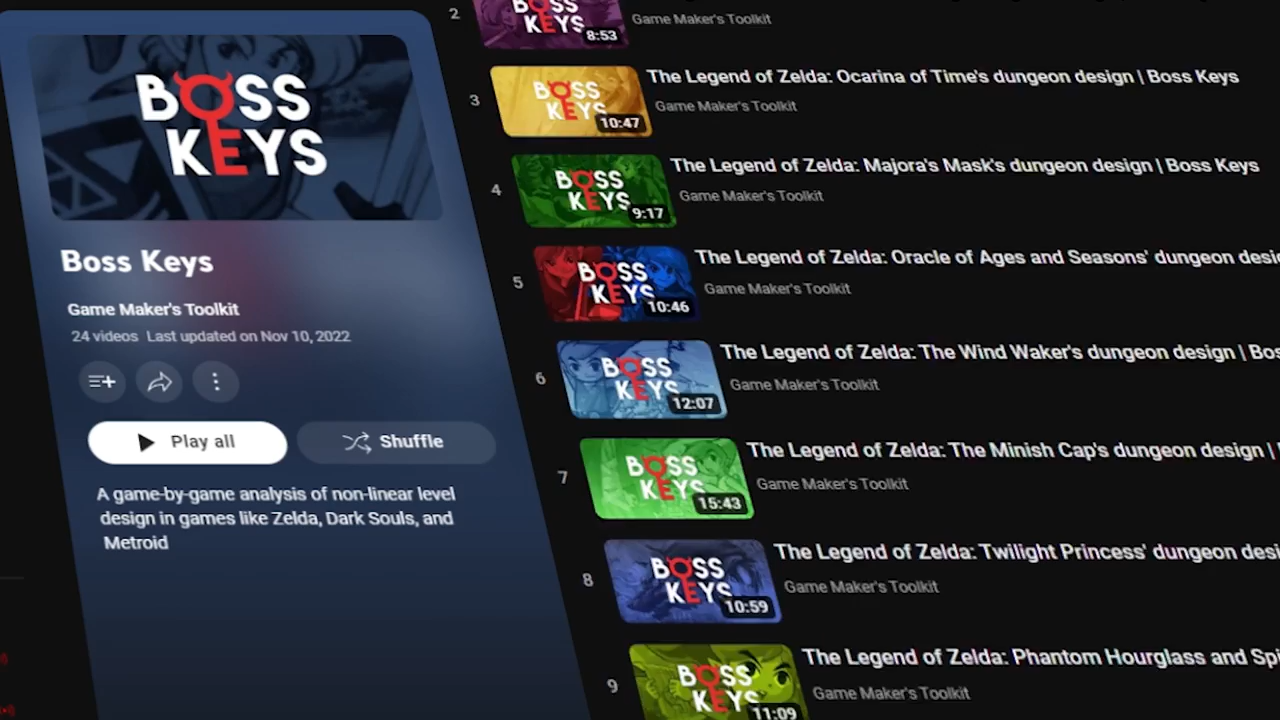 BOSS
KEYS
Boss Keys
Game Maker's Toolkit
24 videos Last updated on Nov 10, 2022
Play all
Shuffle
A game-by-game analysis of non-linear level
design in games like Zelda, Dark Souls, and
Metroid
2
BOSS
KEYS
8:53
Game Maker's Toolkit
3
BOSS
KEYS
10:47
The Legend of Zelda: Ocarina of Time's dungeon design | Boss Keys
Game Maker's Toolkit
4
BOSS
KEYS
9:17
The Legend of Zelda: Majora's Mask's dungeon design | Boss Keys
Game Maker's Toolkit
5
BOSS
KEYS
10:46
The Legend of Zelda: Oracle of Ages and Seasons' dungeon desi
Game Maker's Toolkit
6
BOSS
KEYS
12:07
The Legend of Zelda: The Wind Waker's dungeon design | Bos
Game Maker's Toolkit
7
BOSS
KEYS
15:43
The Legend of Zelda: The Minish Cap's dungeon design |
Game Maker's Toolkit
8
BOSS
KEYS
10:59
The Legend of Zelda: Twilight Princess' dungeon desi
Game Maker's Toolkit
9
BOSS
KEYS
11:09
The Legend of Zelda: Phantom Hourglass and Spi
Game Maker's Toolkit